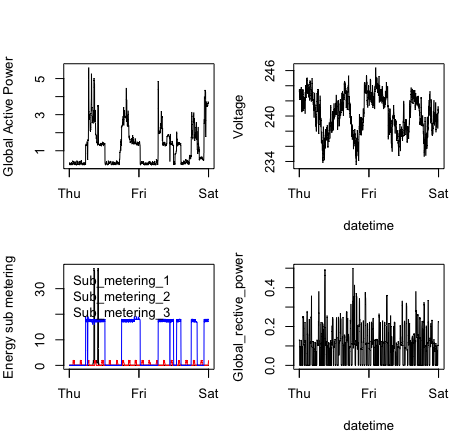 Global Active Power
5
3
1
Thu Fri Sat
Voltage
246
240
234
Thu Fri Sat
datetime
Energy sub metering
30
10
0
Sub_metering_1
Sub_metering_2
Sub_metering_3
Thu Fri Sat
Global_rective_power
0.4
0.2
0.0
Thu Fri Sat
datetime